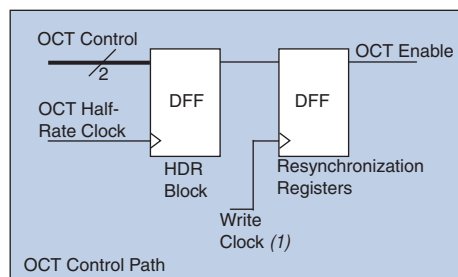 OCT Control
2
OCT Enable
DFF
DFF
OCT Half-
Rate Clock
HDR
Block
Resynchronization
Registers
Write
Clock (1)
OCT Control Path